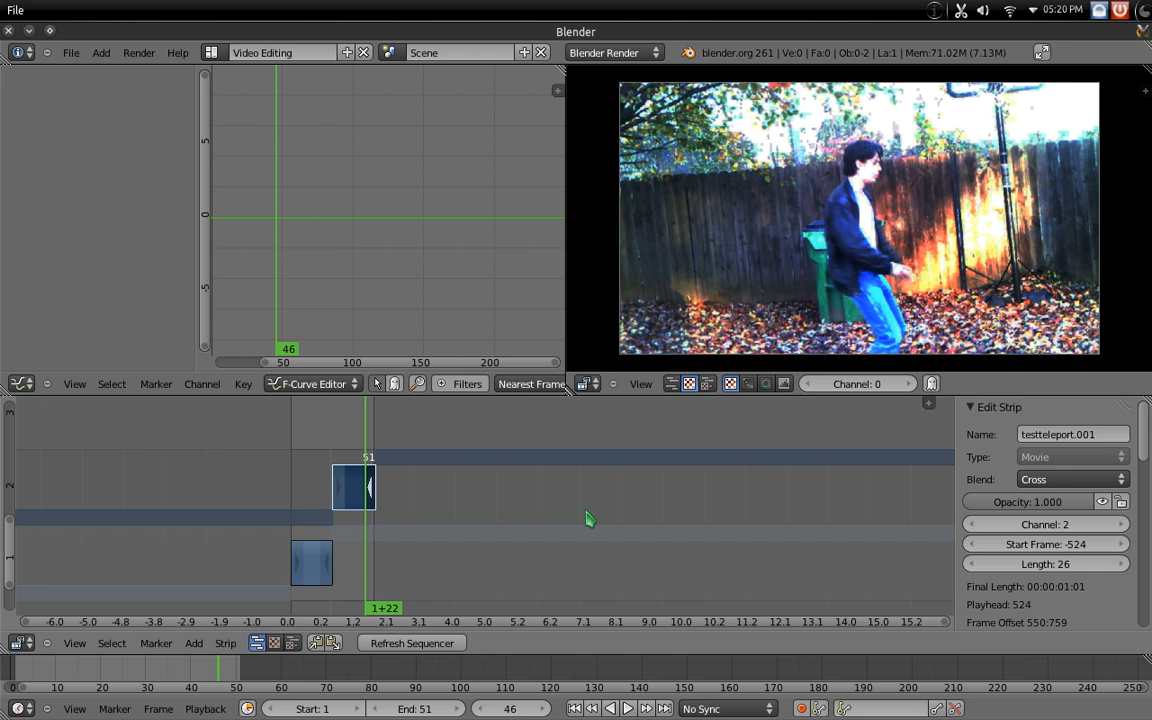 File
05:20 PM
Blender
File Add Render Help Video Editing Scene Blender Render blender.org 261 | Ve:0 | Fa:0 | Ob:0-2 | La:1 | Mem:71.02M (7.13M)
5
0
-5
46
50 100 150 200
View Select Marker Channel Key F-Curve Editor Filters Nearest Frame
View Channel: 0
3
2
1
51
1+22
-6.0 -5.4 -4.8 -4.2 -3.6 -3.0 -2.4 -1.8 -1.2 -0.6 0.0 0.2 1.2 2.1 3.1 4.0 5.0 5.2 6.2 7.1 8.1 9.0 10.0 10.2 11.2 12.1 13.1 14.0 15.0 15.2
Edit Strip
Name: testteleport.001
Type: Movie
Blend: Cross
Opacity: 1.000
Channel: 2
Start Frame: -524
Length: 26
Final Length: 00:00:01:01
Playhead: 524
Frame Offset 550:759
View Select Marker Add Strip Refresh Sequencer
0 10 20 30 40 50 60 70 80 90 100 110 120 130 140 150 160 170 180 190 200 210 220 230 240 250
View Marker Frame Playback Start: 1 End: 51 46 No Sync